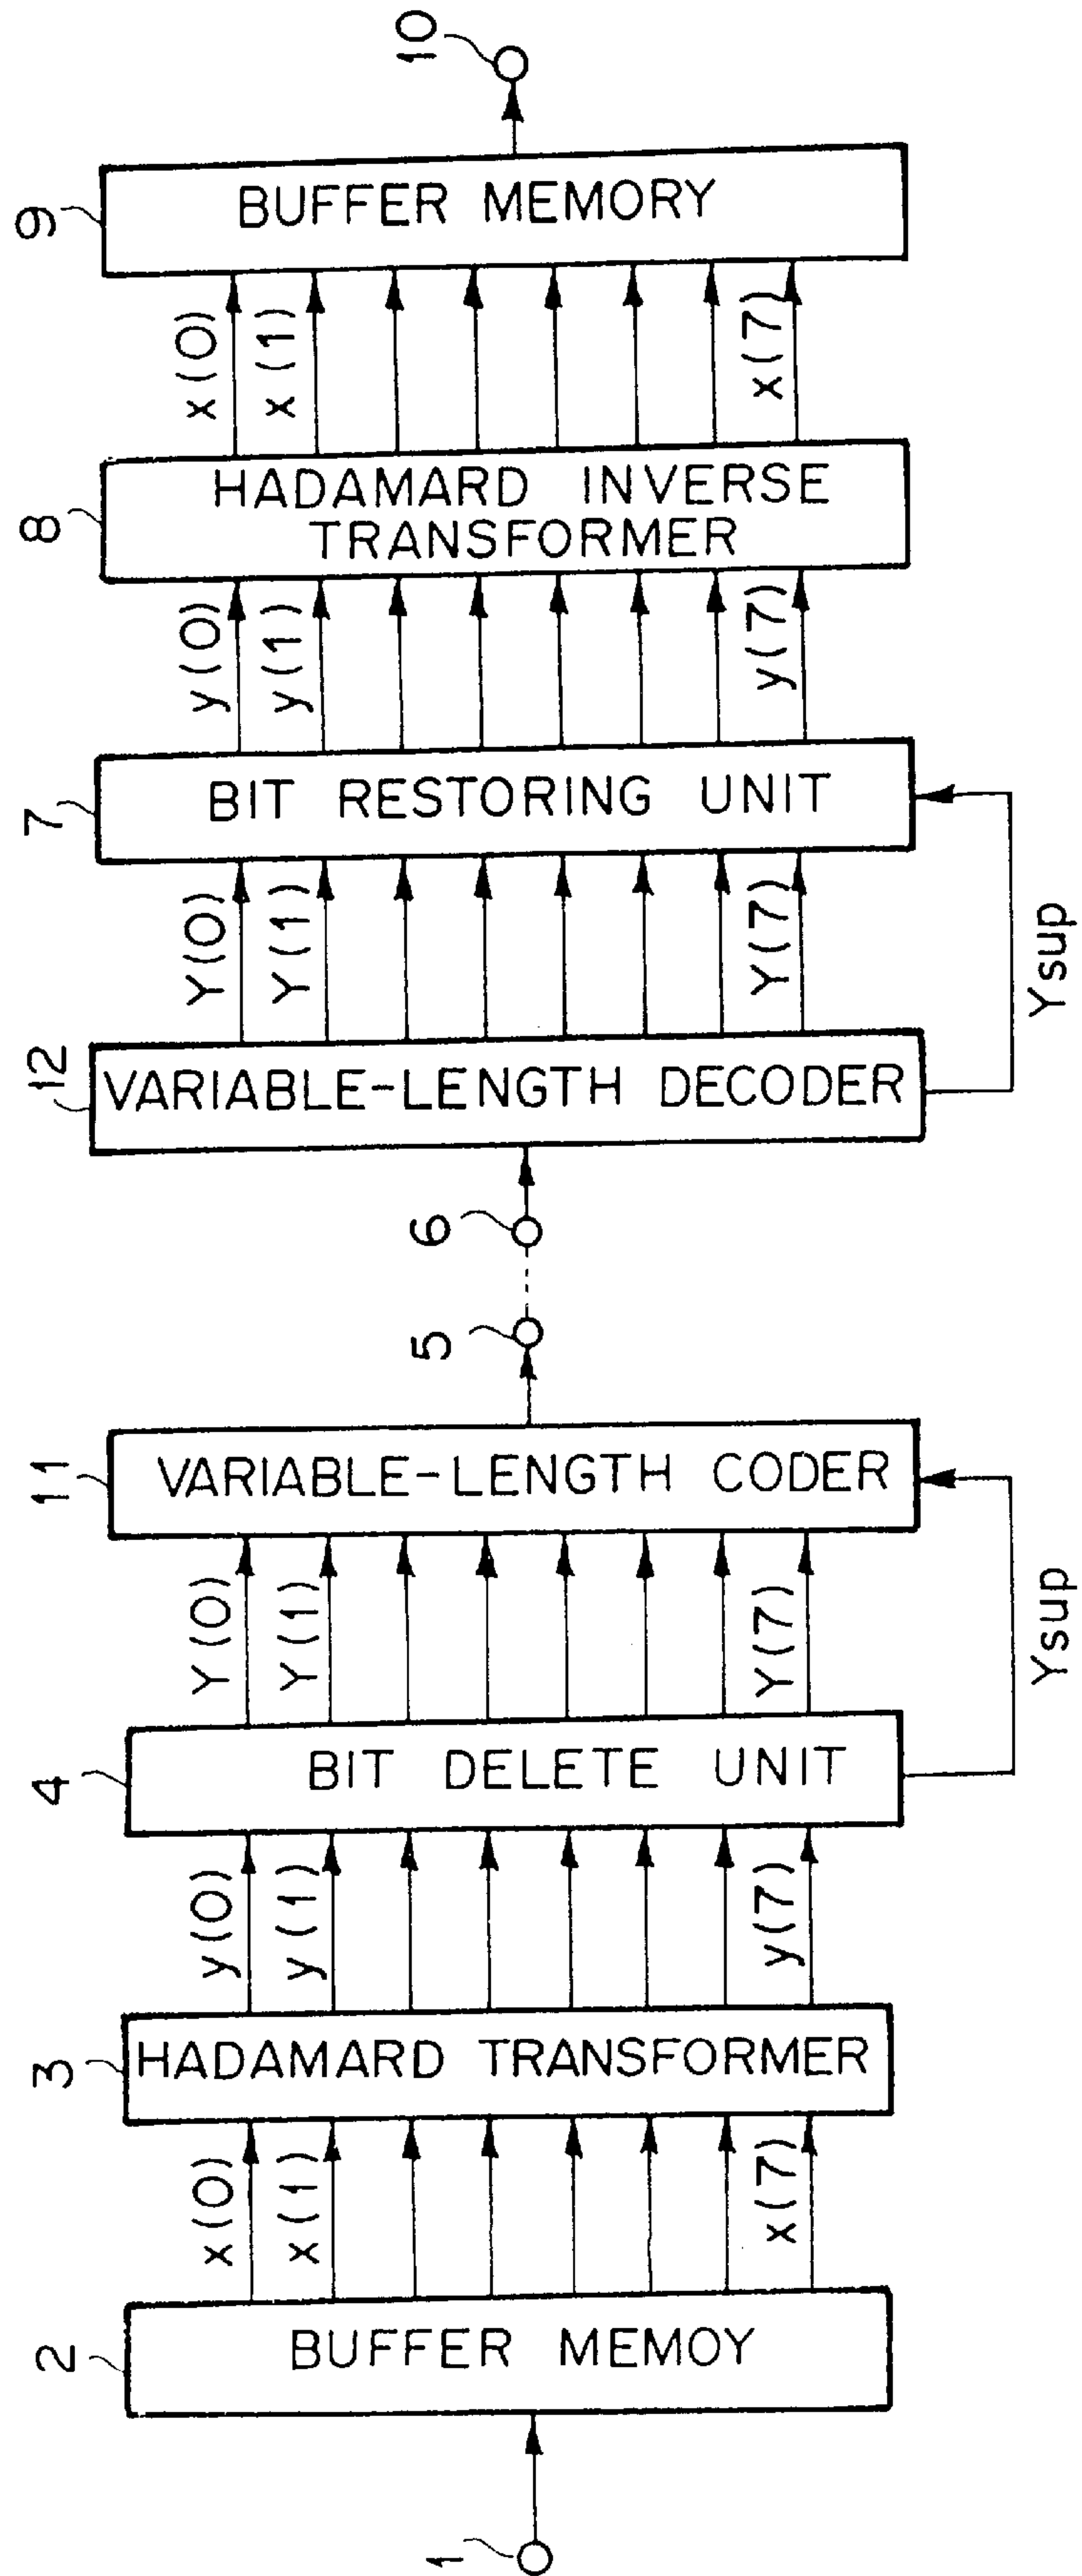 1
2
BUFFER MEMOY
x(0)
x(1)
x(7)
3
HADAMARD TRANSFORMER
y(0)
y(1)
y(7)
4
BIT DELETE UNIT
Y(0)
Y(1)
Y(7)
Ysup
11
VARIABLE-LENGTH CODER
5
6
12
VARIABLE-LENGTH DECODER
Y(0)
Y(1)
Y(7)
Ysup
7
BIT RESTORING UNIT
y(0)
y(1)
y(7)
8
HADAMARD INVERSE
TRANSFORMER
x(0)
x(1)
x(7)
9
BUFFER MEMORY
10